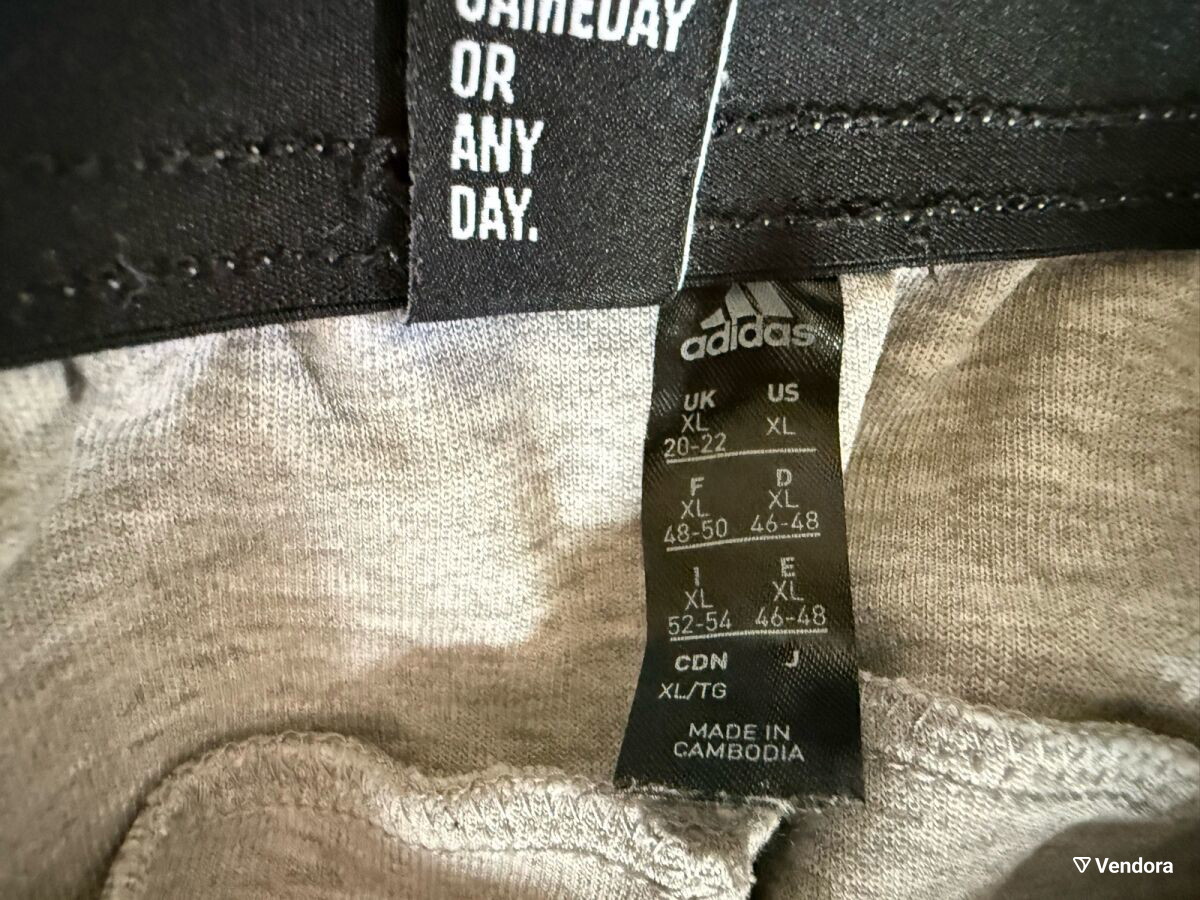 GAMEDAY
OR
ANY
DAY.
adidas
UK US
XL XL
20-22
F D
XL XL
48-50 46-48
I E
XL XL
52-54 46-48
CDN J
XL/TG
MADE IN
CAMBODIA
Vendora